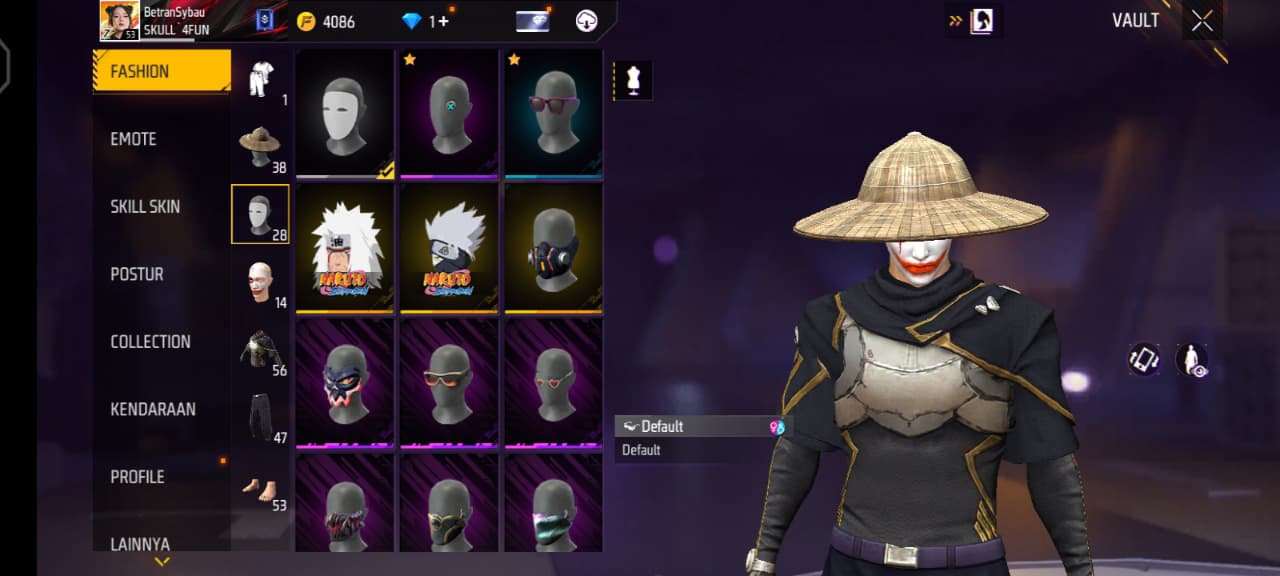 BetranSybau
SKULL`4FUN
53
4086
1+
VAULT
FASHION
EMOTE
SKILL SKIN
POSTUR
COLLECTION
KENDARAAN
PROFILE
LAINNYA
1
38
28
14
56
47
53
NARUTO
NARUTO
Default
Default